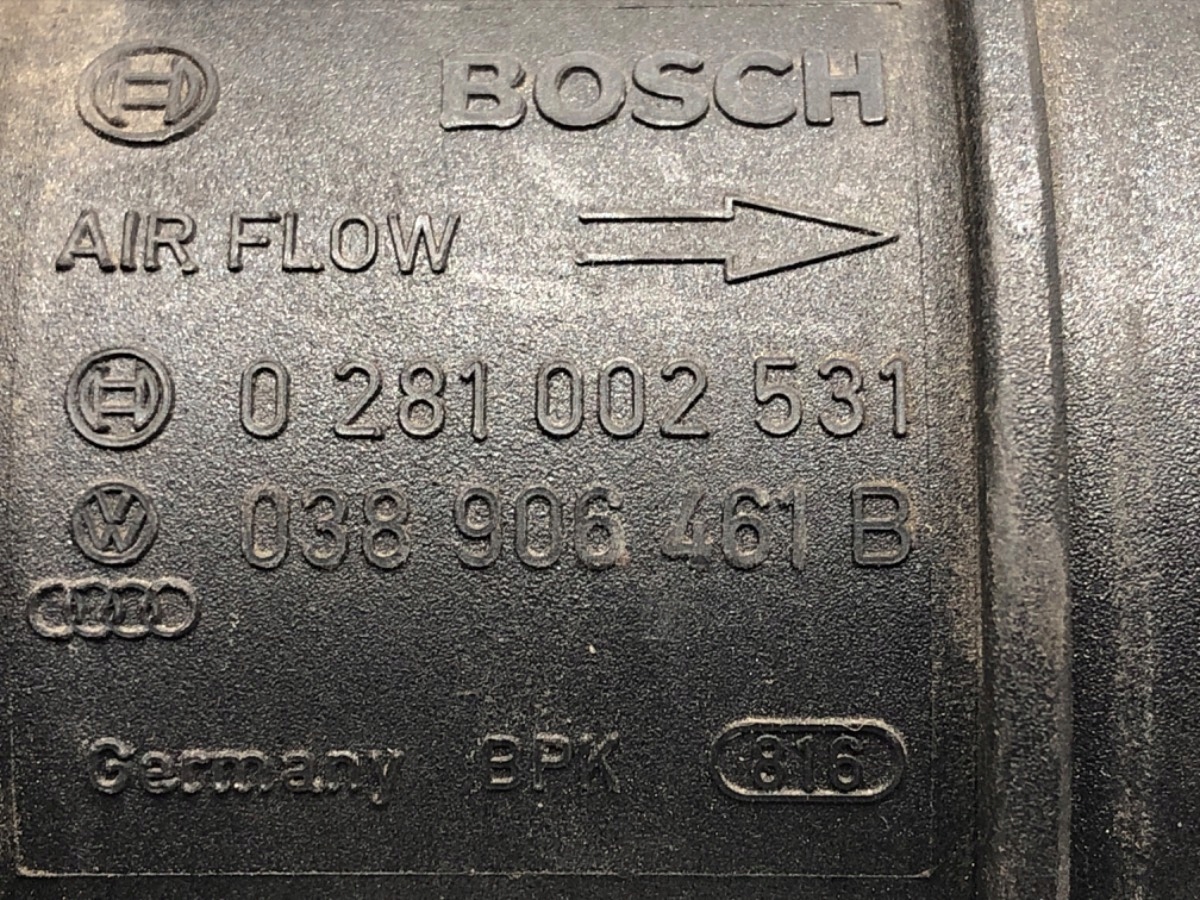 BOSCH
AIR FLOW
0 281 002 531
038 906 461 B
Germany BPK 816